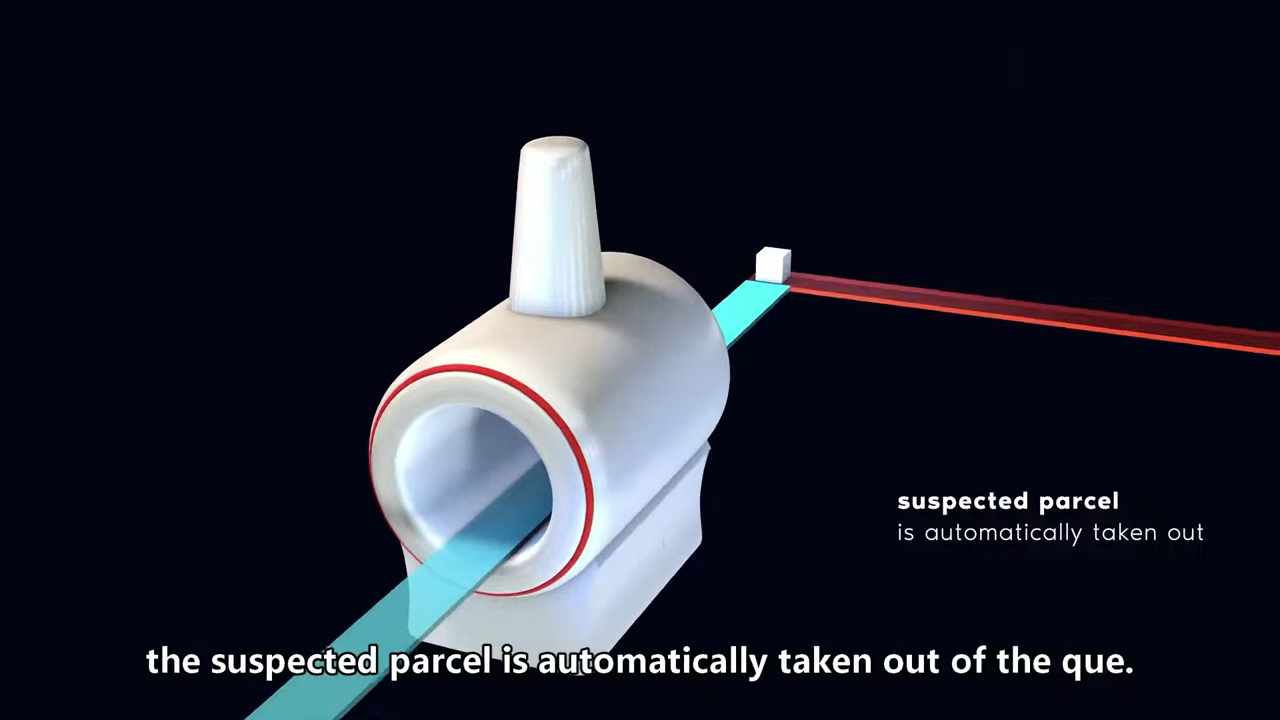 suspected parcel
is automatically taken out
the suspected parcel is automatically taken out of the que.